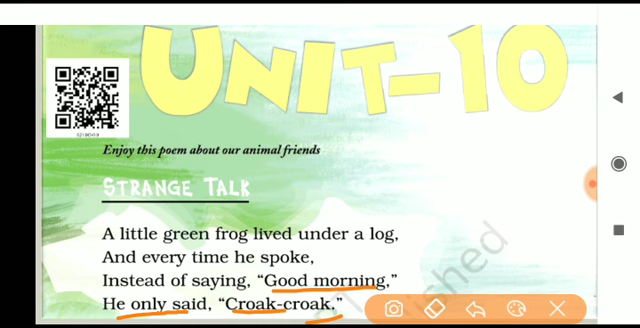 UNIT-10
Enjoy this poem about our animal friends
STRANGE TALK
A little green frog lived under a log,
And every time he spoke,
Instead of saying, “Good morning,”
He only said, “Croak-croak,”